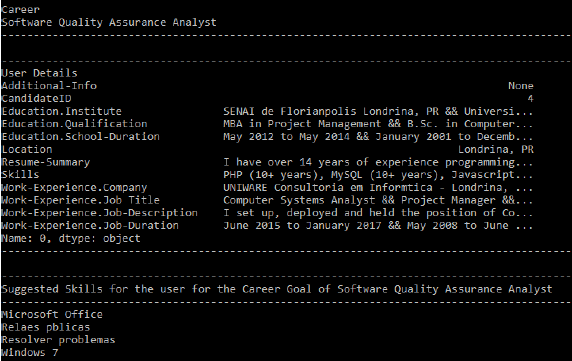 Career
Software Quality Assurance Analyst
--------------------------------------------------------------------------------
--------------------------------------------------------------------------------
User Details
Additional-Info None
CandidateID 4
Education.Institute SENAI de Florianpolis Londrina, PR && Universi...
Education.Qualification MBA in Project Management && B.Sc. in Computer...
Education.School-Duration May 2012 to May 2014 && January 2001 to Decemb...
Location Londrina, PR
Resume-Summary I have over 14 years of experience programming...
Skills PHP (10+ years), MySQL (10+ years), Javascript...
Work-Experience.Company UNIWARE Consultoria em Informtica - Londrina, ...
Work-Experience.Job Title Computer Systems Analyst && Project Manager &&...
Work-Experience.Job-Description I set up, deployed and held the position of Co...
Work-Experience.Job-Duration June 2015 to January 2017 && May 2008 to June ...
Name: 0, dtype: object
--------------------------------------------------------------------------------
--------------------------------------------------------------------------------
Suggested Skills for the user for the Career Goal of Software Quality Assurance Analyst
--------------------------------------------------------------------------------
Microsoft Office
Relaes pblicas
Resolver problemas
Windows 7